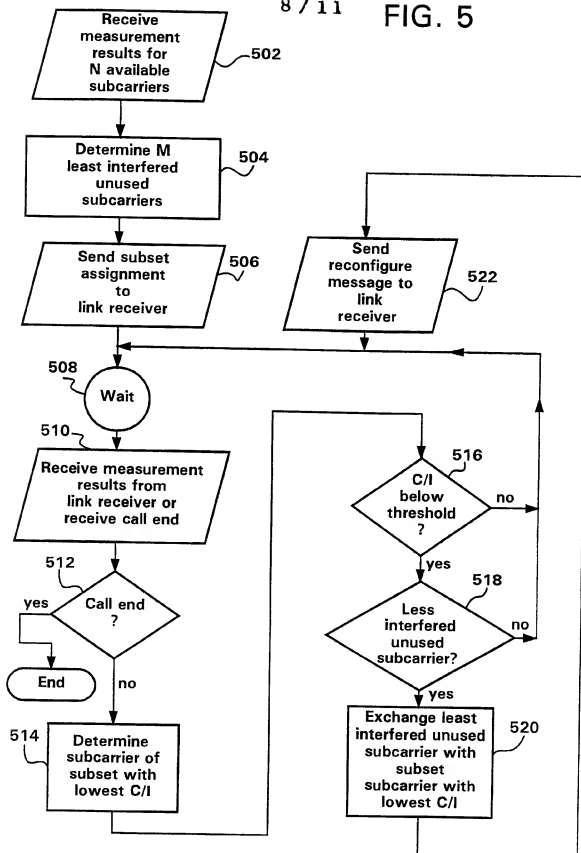 8/11
FIG. 5
Receive
measurement
results for
N available
subcarriers
502
Determine M
least interfered
unused
subcarriers
504
Send subset
assignment
to
link receiver
506
Send
reconfigure
message to
link
receiver
522
508
Wait
510
Receive measurement
results from
link receiver or
receive call end
512
Call end
?
yes
End
no
514
Determine
subcarrier of
subset with
lowest C/I
516
C/I
below
threshold
?
no
yes
518
Less
interfered
unused
subcarrier?
no
yes
Exchange least
interfered unused
subcarrier with
subset
subcarrier with
lowest C/I
520